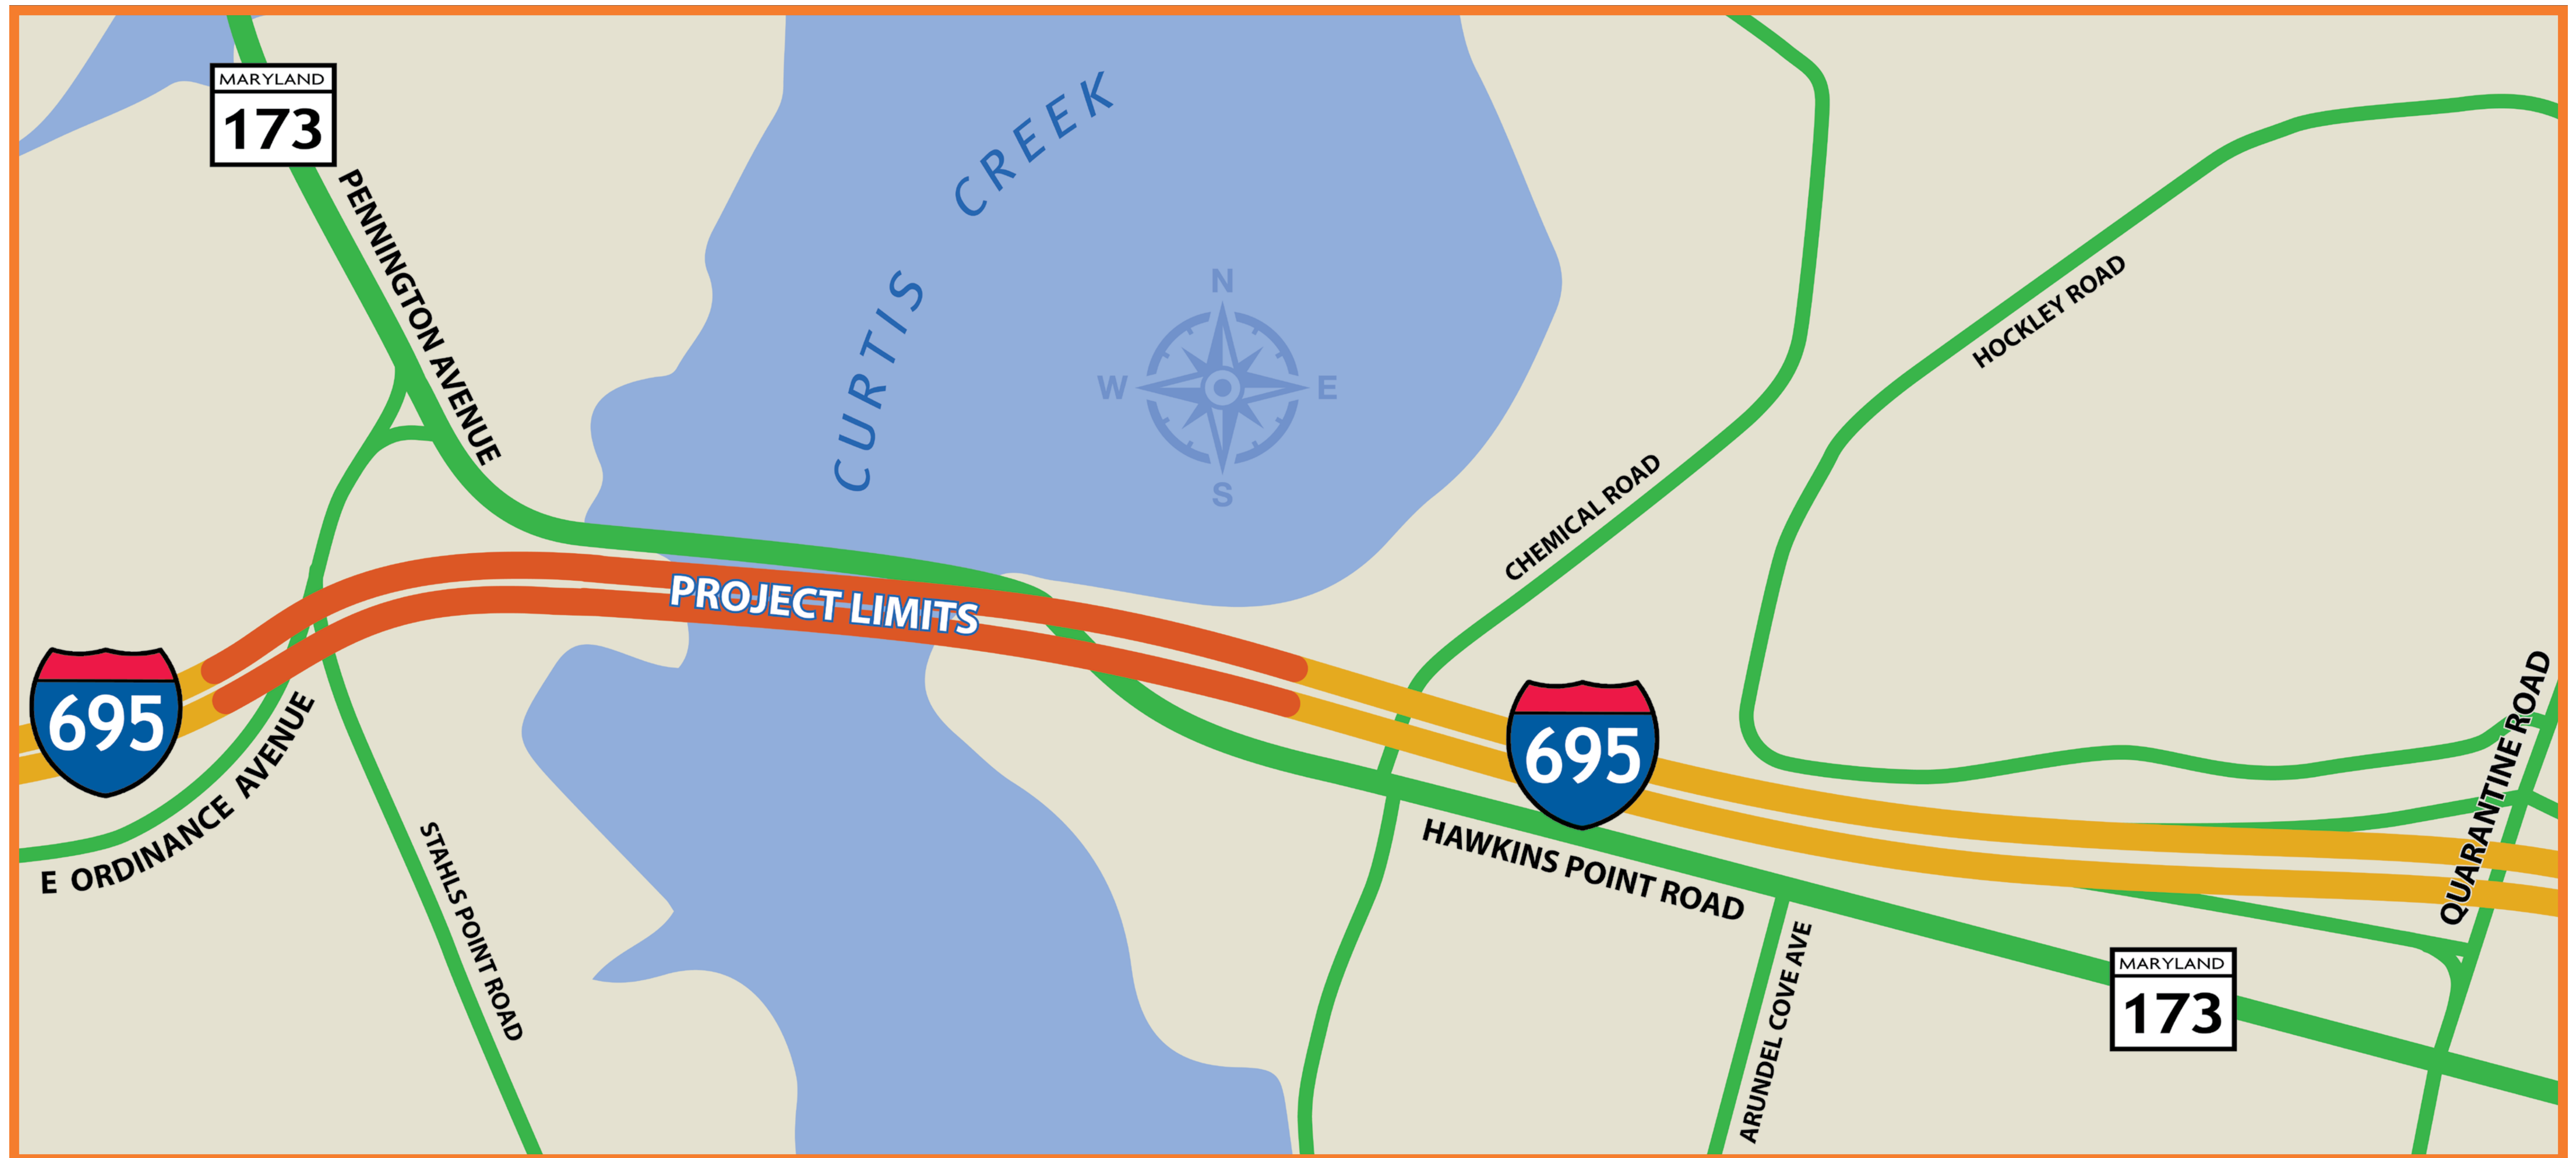 MARYLAND
173
PENNINGTON AVENUE
CURTIS CREEK
N
W
E
S
HOCKLEY ROAD
CHEMICAL ROAD
PROJECT LIMITS
695
695
E ORDINANCE AVENUE
STAHLS POINT ROAD
HAWKINS POINT ROAD
QUARANTINE ROAD
ARUNDEL COVE AVE
MARYLAND
173